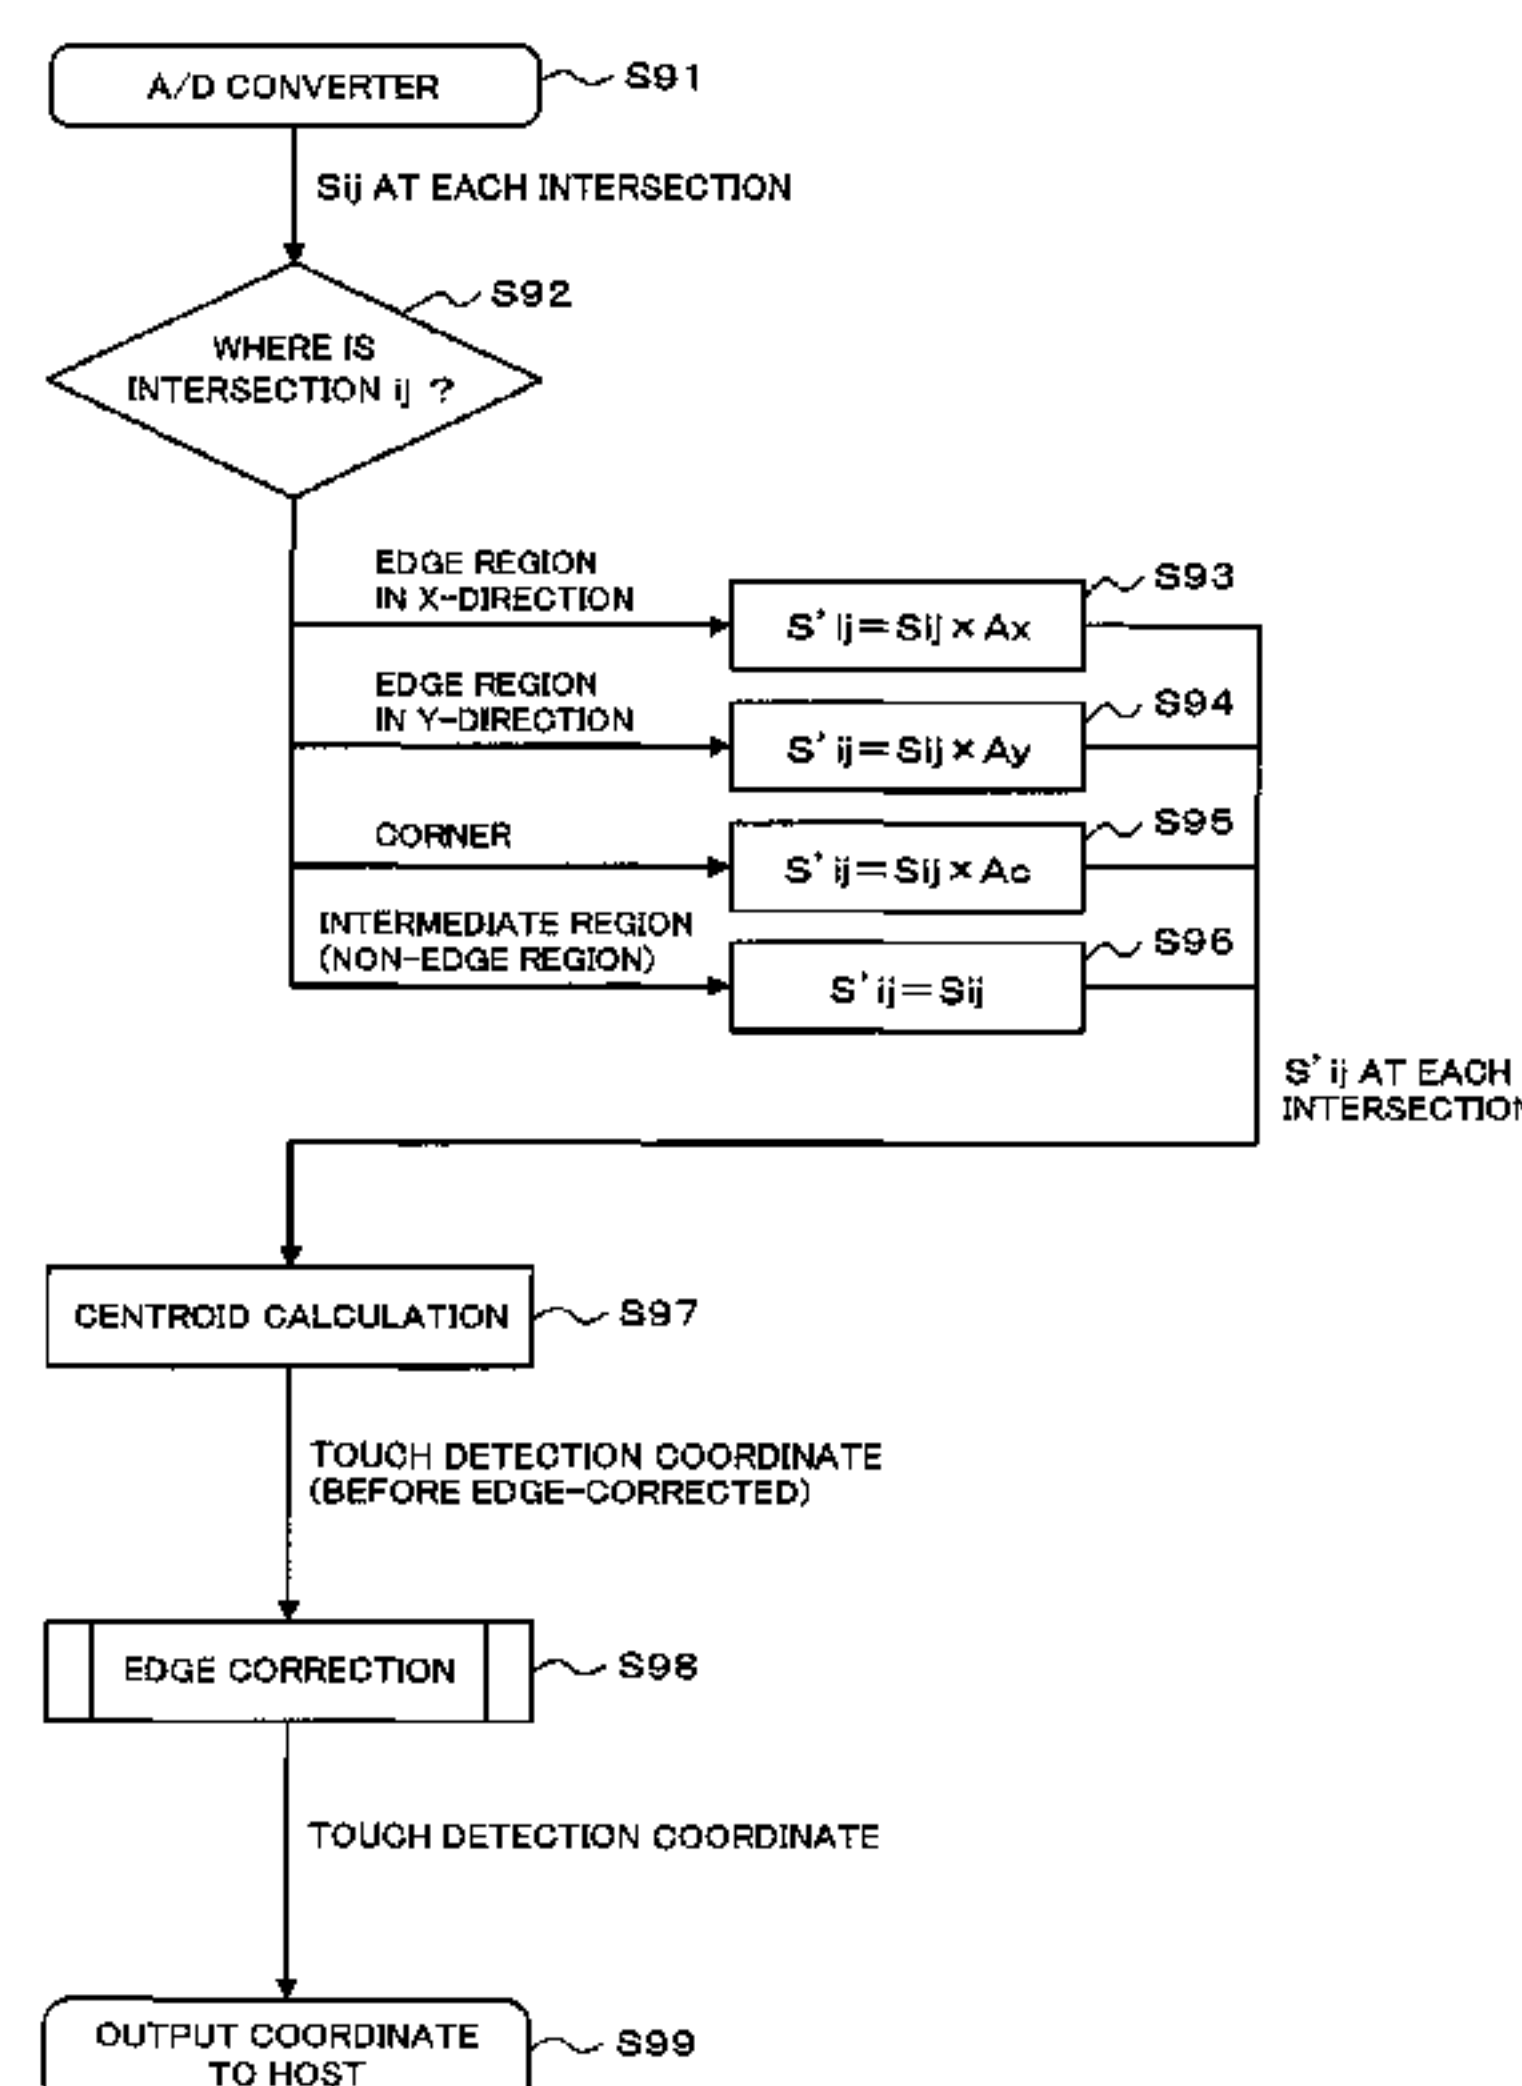 A/D CONVERTER
S91
Sij AT EACH INTERSECTION
S92
WHERE IS
INTERSECTION ij ?
EDGE REGION
IN X-DIRECTION
S93
S' ij=Sij×Ax
EDGE REGION
IN Y-DIRECTION
S94
S' ij=Sij×Ay
CORNER
S95
S' ij=Sij×Ac
INTERMEDIATE REGION
(NON-EDGE REGION)
S96
S' ij=Sij
S' ij AT EACH
INTERSECTION
CENTROID CALCULATION
S97
TOUCH DETECTION COORDINATE
(BEFORE EDGE-CORRECTED)
EDGE CORRECTION
S98
TOUCH DETECTION COORDINATE
OUTPUT COORDINATE
TO HOST
S99